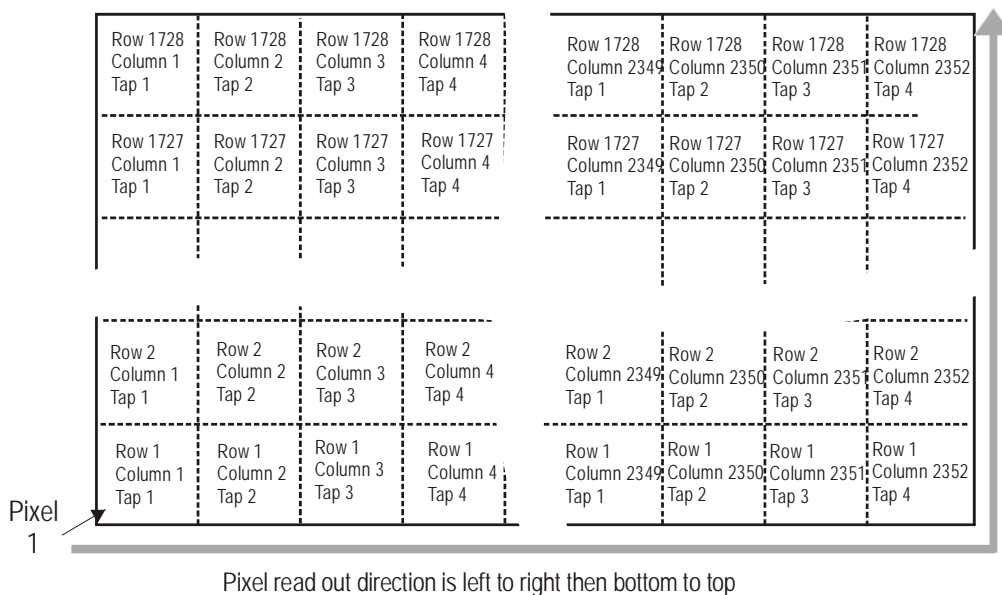 Row 1728 Row 1728 Row 1728 Row 1728 Row 1728 Row 1728 Row 1728 Row 1728
Column 1 Column 2 Column 3 Column 4 Column 2349 Column 2350 Column 2351 Column 2352
Tap 1 Tap 2 Tap 3 Tap 4 Tap 1 Tap 2 Tap 3 Tap 4
Row 1727 Row 1727 Row 1727 Row 1727 Row 1727 Row 1727 Row 1727 Row 1727
Column 1 Column 2 Column 3 Column 4 Column 2349 Column 2350 Column 2351 Column 2352
Tap 1 Tap 2 Tap 3 Tap 4 Tap 1 Tap 2 Tap 3 Tap 4
Row 2 Row 2 Row 2 Row 2 Row 2 Row 2 Row 2 Row 2
Column 1 Column 2 Column 3 Column 4 Column 2349 Column 2350 Column 2351 Column 2352
Tap 1 Tap 2 Tap 3 Tap 4 Tap 1 Tap 2 Tap 3 Tap 4
Row 1 Row 1 Row 1 Row 1 Row 1 Row 1 Row 1 Row 1
Column 1 Column 2 Column 3 Column 4 Column 2349 Column 2350 Column 2351 Column 2352
Tap 1 Tap 2 Tap 3 Tap 4 Tap 1 Tap 2 Tap 3 Tap 4
Pixel
1
Pixel read out direction is left to right then bottom to top